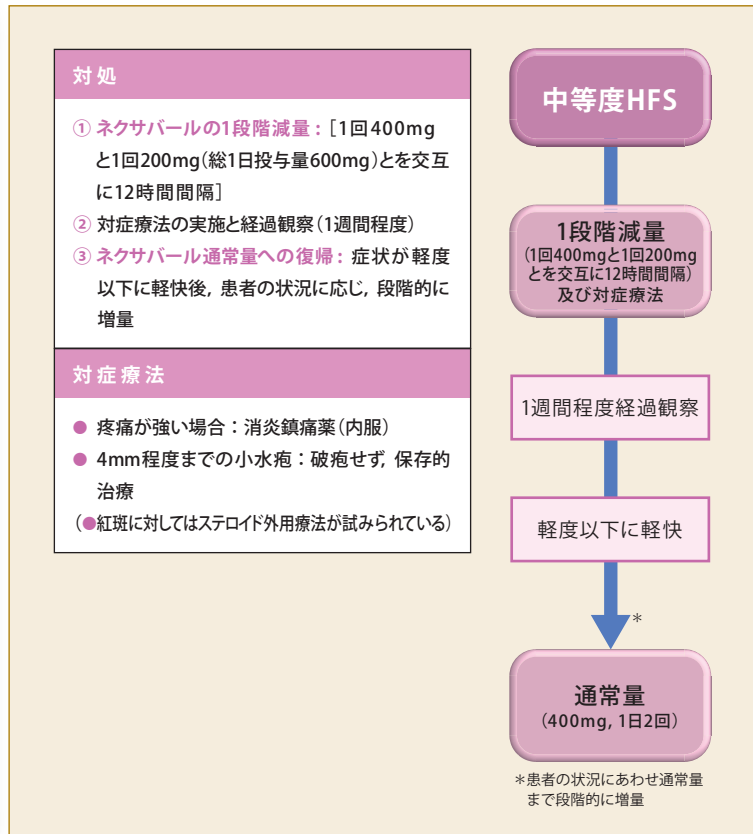 対処
① ネクサバールの1段階減量：［1回400mg
と1回200mg(総1日投与量600mg)とを交互
に12時間間隔］
② 対症療法の実施と経過観察(1週間程度)
③ ネクサバール通常量への復帰：症状が軽度
以下に軽快後，患者の状況に応じ，段階的に
増量
対症療法
● 疼痛が強い場合：消炎鎮痛薬(内服)
● 4mm程度までの小水疱：破疱せず，保存的
治療
(●紅斑に対してはステロイド外用療法が試みられている)
中等度HFS
1段階減量
(1回400mgと1回200mg
とを交互に12時間間隔)
及び対症療法
1週間程度経過観察
軽度以下に軽快
＊
通常量
(400mg, 1日2回)
＊患者の状況にあわせ通常量
まで段階的に増量